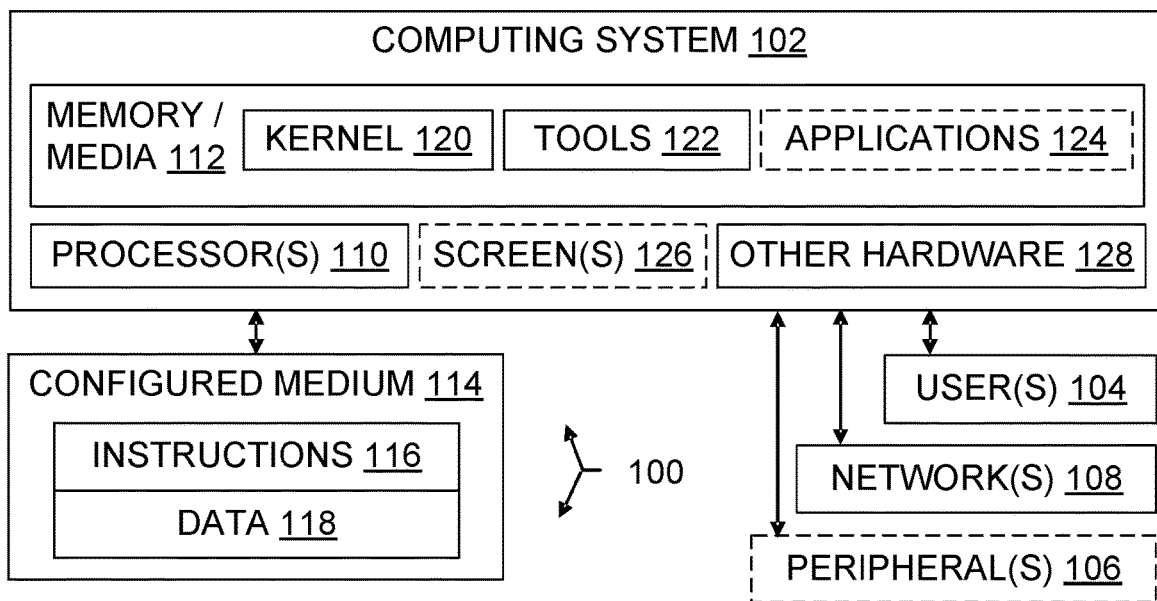 COMPUTING SYSTEM 102
MEMORY /
MEDIA 112
KERNEL 120
TOOLS 122
APPLICATIONS 124
PROCESSOR(S) 110
SCREEN(S) 126
OTHER HARDWARE 128
CONFIGURED MEDIUM 114
INSTRUCTIONS 116
DATA 118
100
USER(S) 104
NETWORK(S) 108
PERIPHERAL(S) 106